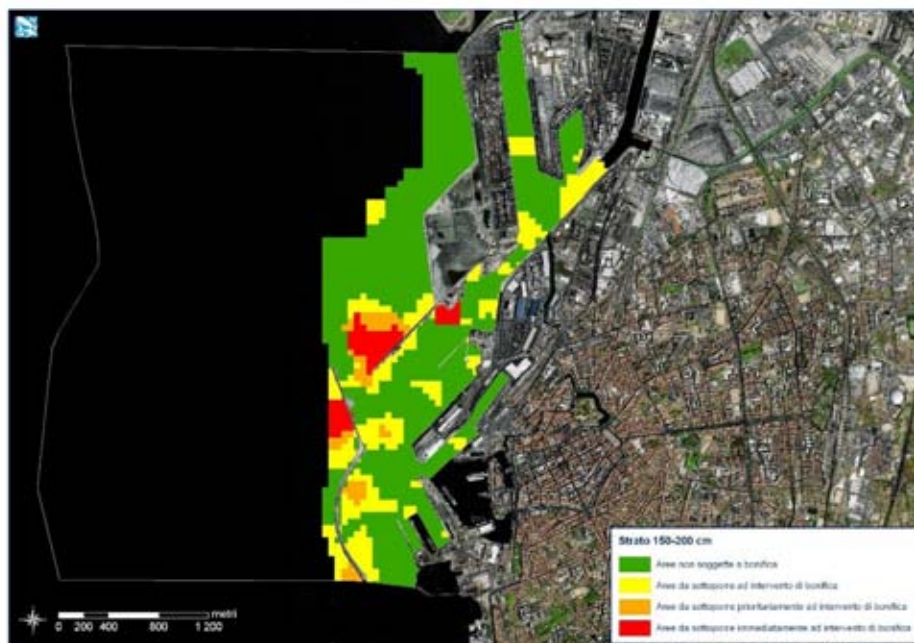 Strato 150-200 cm
Aree non soggette a bonifica
Aree da sottoporre ad intervento di bonifica
Aree da sottoporre prioritariamente ad intervento di bonifica
Aree da sottoporre immediatamente ad intervento di bonifica
metri
0 200 400 800 1 200